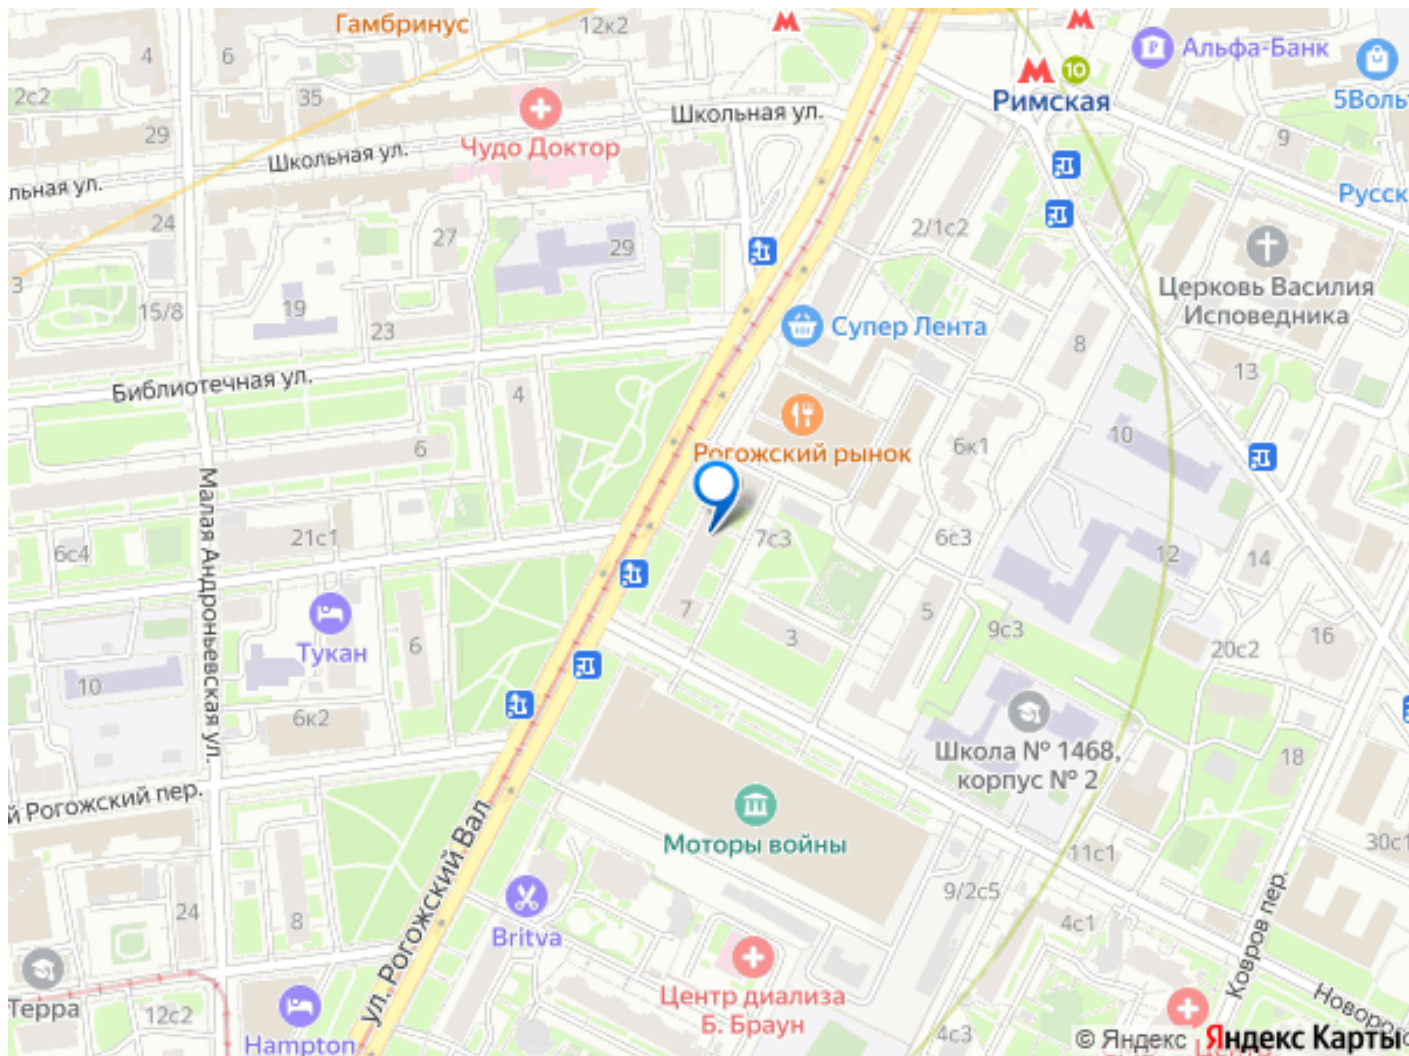 Гамбринус
12к2
4
6
Альфа-Банк
10
Римская
2с2
35
5Воль
29
Школьная ул.
Чудо Доктор
Школьная ул.
9
льная ул.
Русск
24
27
29
2/1с2
Церковь Василия
Исповедника
3
15/8
19
23
Супер Лента
8
13
Библиотечная ул.
4
6
Рогожский рынок
6к1
10
Малая Андроньевская ул.
6с4
21с1
7с3
6с3
12
14
7
3
5
9с3
16
20с2
Тукан
6
10
6к2
Школа № 1468,
корпус № 2
18
й Рогожский пер.
ул. Рогожский Вал
Моторы войны
11с1
30с1
24
8
Britva
9/2с5
4с1
Ковров пер.
Терра
12с2
Центр диализа
Б. Браун
4с3
Новорог
Hampton
© Яндекс Яндекс Карты